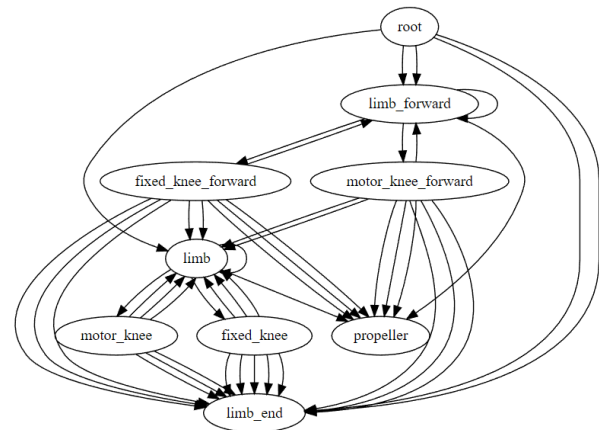 root
limb_forward
fixed_knee_forward
motor_knee_forward
limb
motor_knee
fixed_knee
propeller
limb_end